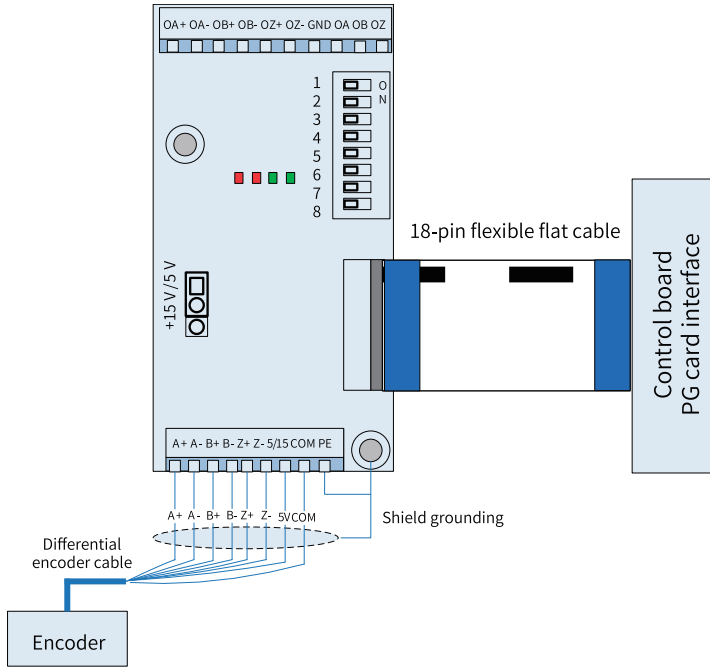 OA+ OA- OB+ OB- OZ+ OZ- GND OA OB OZ
1
2
3
4
5
6
7
8
O
N
18-pin flexible flat cable
Control board
PG card interface
+15 V/5 V
A+ A- B+ B- Z+ Z- 5/15 COM PE
A+ A- B+ B- Z+ Z- 5V COM
Shield grounding
Differential
encoder cable
Encoder